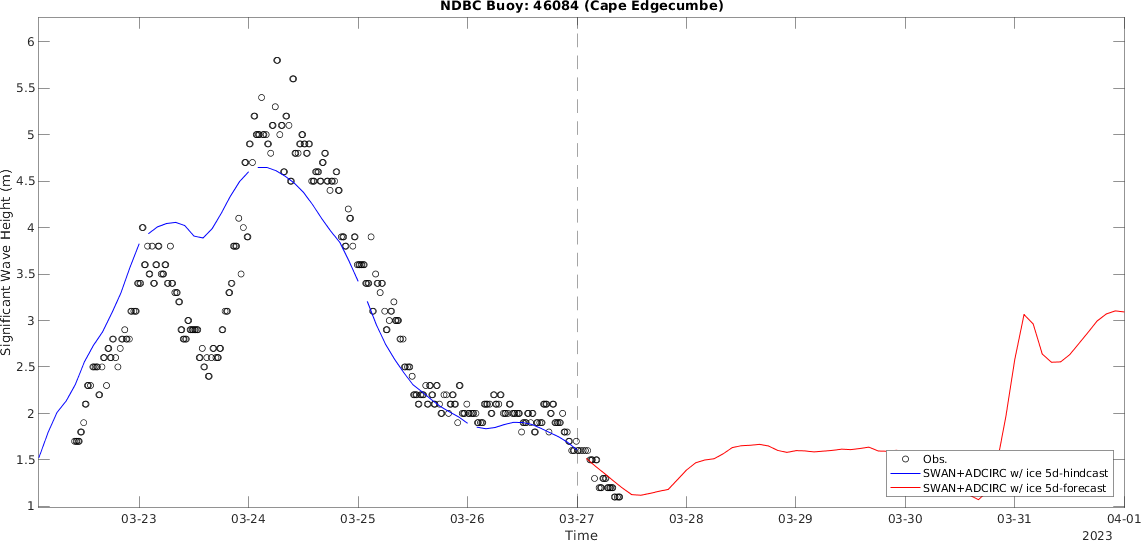 NDBC Buoy: 46084 (Cape Edgecumbe)
6
5.5
5
4.5
4
3.5
3
2.5
2
1.5
1
Significant Wave Height (m)
Obs.
SWAN+ADCIRC w/ ice 5d-hindcast
SWAN+ADCIRC w/ ice 5d-forecast
03-23 03-24 03-25 03-26 03-27 03-28 03-29 03-30 03-31 04-01
Time
2023